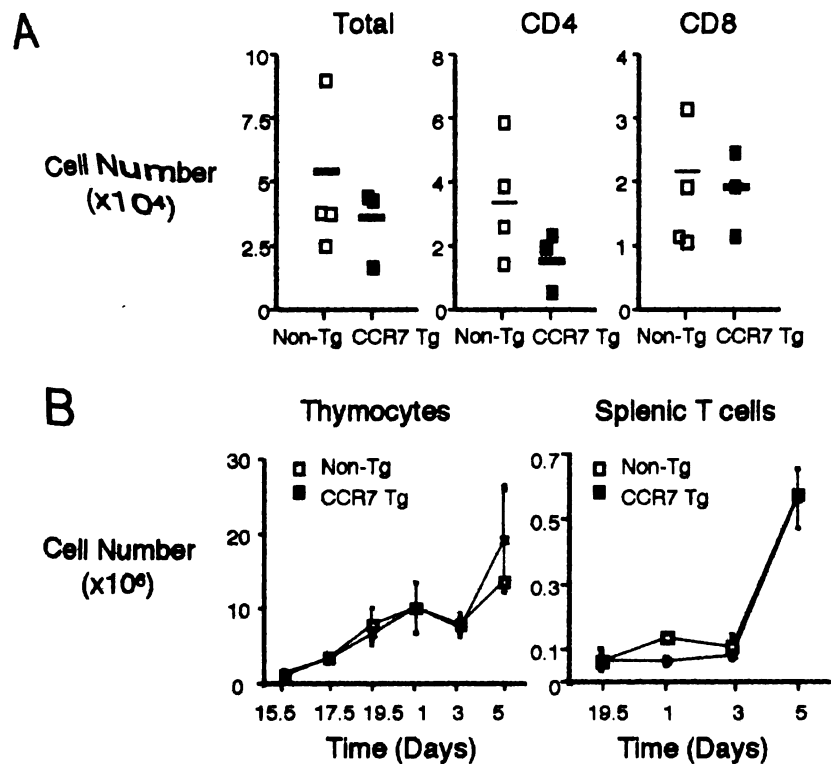 A
Total CD4 CD8
Cell Number
(x10⁴)
10
7.5
5
2.5
0
8
6
4
2
0
4
3
2
1
0
Non-Tg CCR7 Tg
Non-Tg CCR7 Tg
Non-Tg CCR7 Tg
B
Thymocytes
Splenic T cells
Cell Number
(x10⁶)
30
20
10
0
Non-Tg
CCR7 Tg
15.5 17.5 19.5 1 3 5
Time (Days)
0.7
0.5
0.3
0.1
0
Non-Tg
CCR7 Tg
19.5 1 3 5
Time (Days)